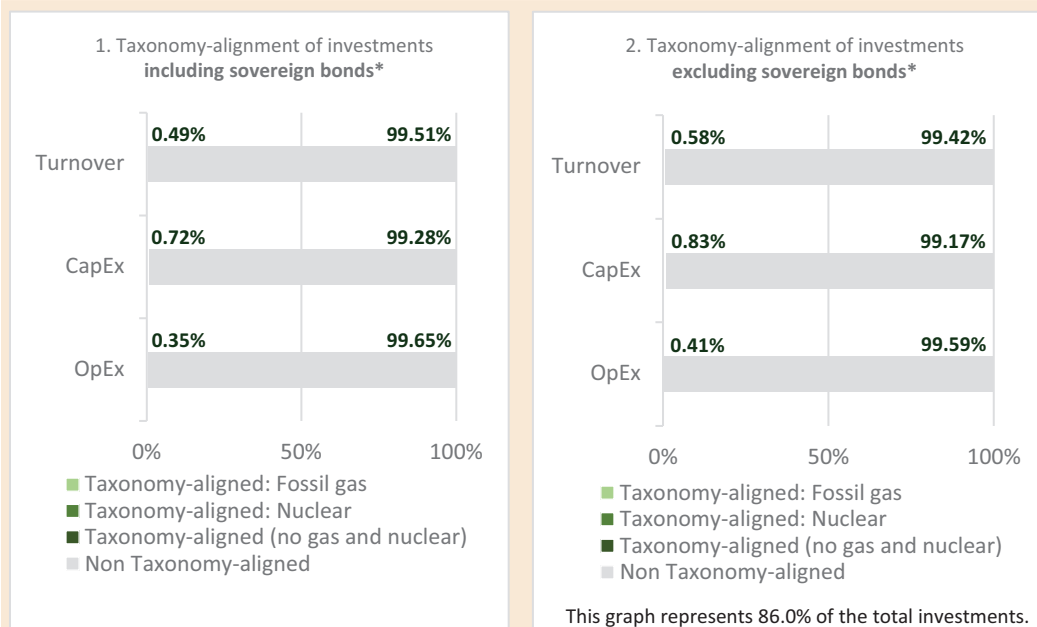 1. Taxonomy-alignment of investments
including sovereign bonds*
0.49% 99.51%
Turnover
0.72% 99.28%
CapEx
0.35% 99.65%
OpEx
0% 50% 100%
Taxonomy-aligned: Fossil gas
Taxonomy-aligned: Nuclear
Taxonomy-aligned (no gas and nuclear)
Non Taxonomy-aligned
2. Taxonomy-alignment of investments
excluding sovereign bonds*
0.58% 99.42%
Turnover
0.83% 99.17%
CapEx
0.41% 99.59%
OpEx
0% 50% 100%
Taxonomy-aligned: Fossil gas
Taxonomy-aligned: Nuclear
Taxonomy-aligned (no gas and nuclear)
Non Taxonomy-aligned
This graph represents 86.0% of the total investments.